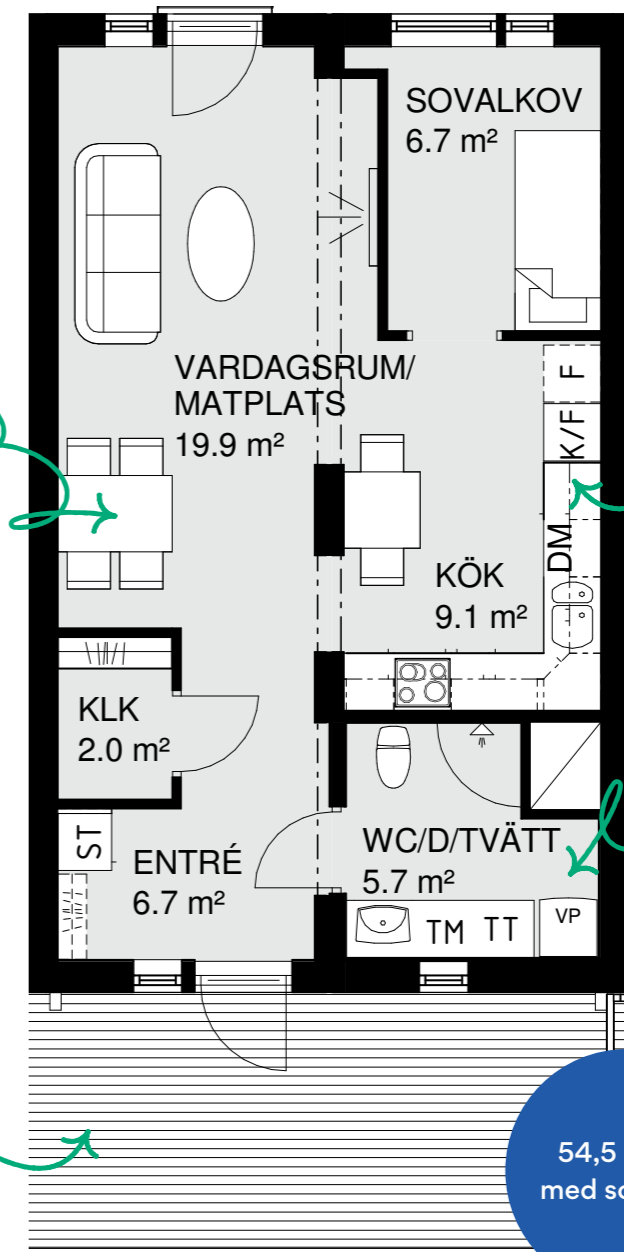 SOVALKOV
6.7 m²
VARDAGSRUM/
MATPLATS
19.9 m²
F
K/F
DM
KÖK
9.1 m²
KLK
2.0 m²
ST
ENTRÉ
6.7 m²
WC/D/TVÄTT
5.7 m²
TM
TT
VP
54,5
med